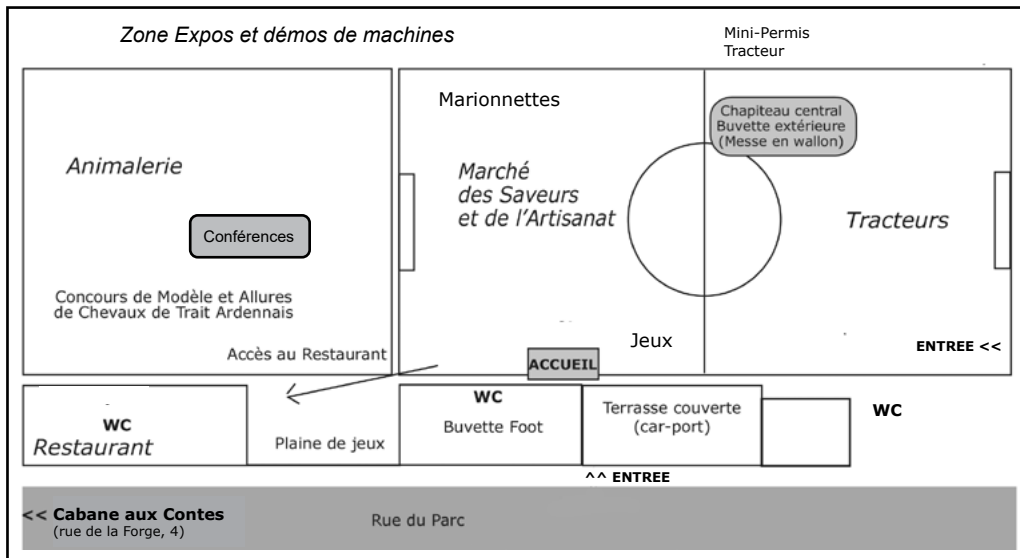 Zone Expos et démos de machines
Mini-Permis
Tracteur
Marionnettes
Chapiteau central
Buvette extérieure
(Messe en wallon)
Animalerie
Marché
des Saveurs
et de l'Artisanat
Tracteurs
Conférences
Concours de Modèle et Allures
de Chevaux de Trait Ardennais
Jeux
ENTREE <<
Accès au Restaurant
ACCUEIL
WC
Restaurant
Plaine de jeux
WC
Buvette Foot
Terrasse couverte
(car-port)
WC
^^ ENTREE
<< Cabane aux Contes
(rue de la Forge, 4)
Rue du Parc